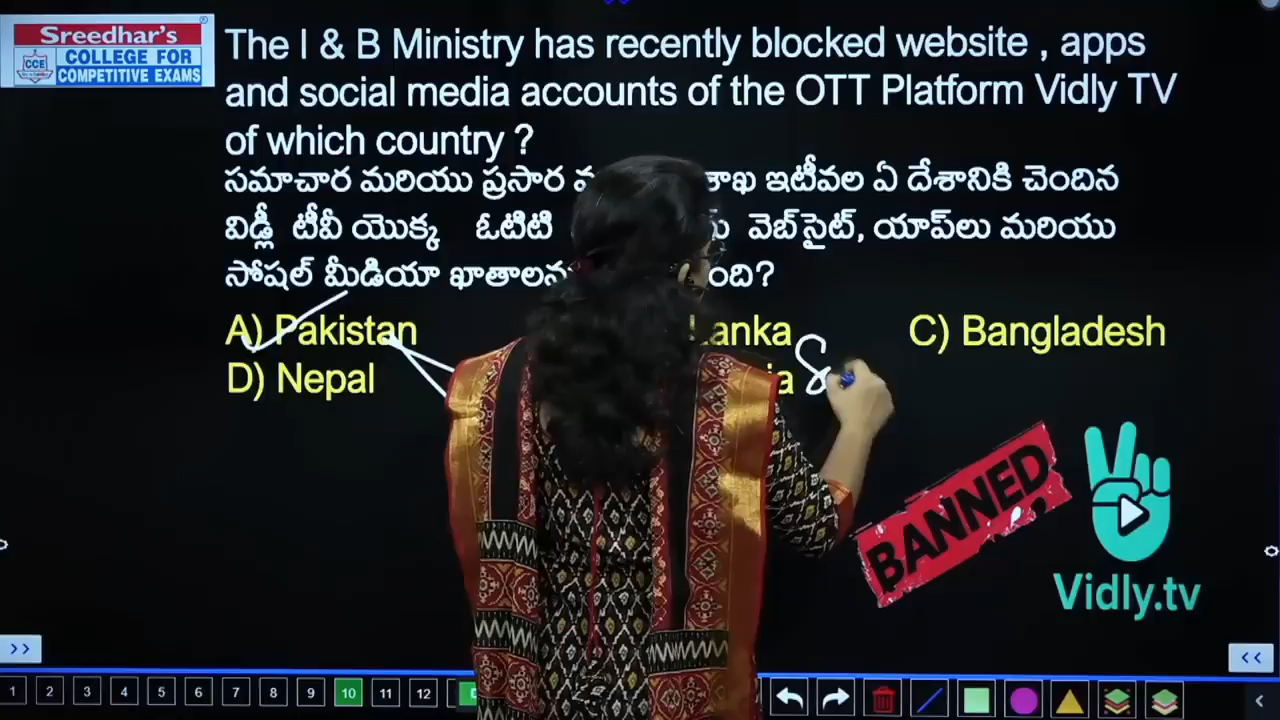 Sreedhar's
CCE
COLLEGE FOR
COMPETITIVE EXAMS
The I & B Ministry has recently blocked website , apps
and social media accounts of the OTT Platform Vidly TV
of which country ?
సమాచార మరియు ప్రసార
ఇటీవల ఏ దేశానికి చెందిన
విడ్లీ టీవీ యొక్క ఓటిటి వెబ్‌సైట్, యాప్‌లు మరియు
సోషల్ మీడియా
A) Pakistan Lanka C) Bangladesh
D) Nepal
BANNED
Vidly.tv
>> <<
1 2 3 4 5 6 7 8 9 10 11 12